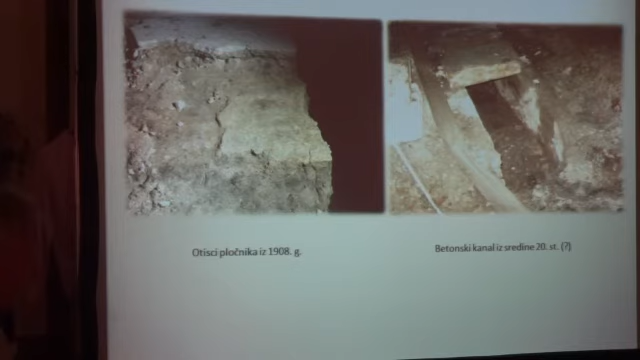 Otisci pločnika iz 1908. g.
Betonski kanal iz sredine 20. st. (?)